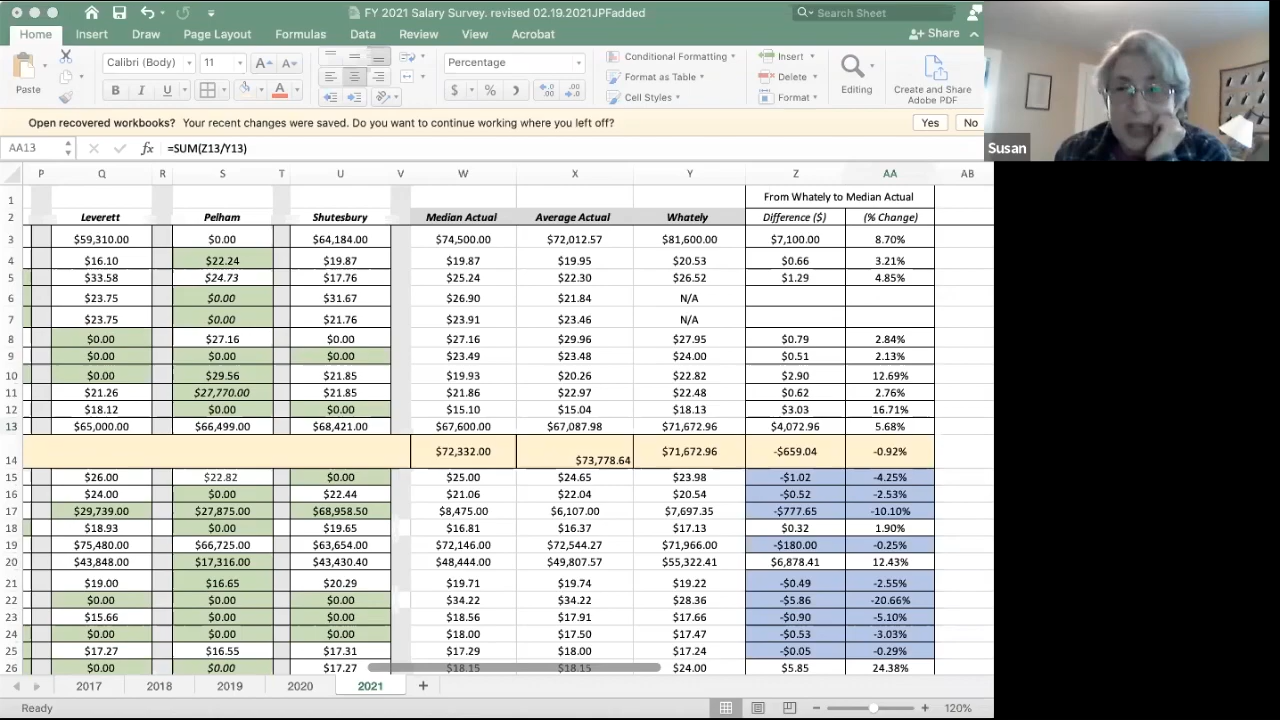 FY 2021 Salary Survey. revised 02.19.2021JPFadded
Search Sheet
Home Insert Draw Page Layout Formulas Data Review View Acrobat Share
Paste Calibri (Body) 11 A A Percentage Conditional Formatting Insert
B I U A $ % Format as Table Delete Editing Create and Share
Cell Styles Format Adobe PDF
Open recovered workbooks? Your recent changes were saved. Do you want to continue working where you left off? Yes No
AA13 fx =SUM(Z13/Y13)
Susan
P Q R S T U V W X Y Z AA AB
1 From Whately to Median Actual
2 Leverett Pelham Shutesbury Median Actual Average Actual Whately Difference ($) (% Change)
3 $59,310.00 $0.00 $64,184.00 $74,500.00 $72,012.57 $81,600.00 $7,100.00 8.70%
4 $16.10 $22.24 $19.87 $19.87 $19.95 $20.53 $0.66 3.21%
5 $33.58 $24.73 $17.76 $25.24 $22.30 $26.52 $1.29 4.85%
6 $23.75 $0.00 $31.67 $26.90 $21.84 N/A
7 $23.75 $0.00 $21.76 $23.91 $23.46 N/A
8 $0.00 $27.16 $0.00 $27.16 $29.96 $27.95 $0.79 2.84%
9 $0.00 $0.00 $0.00 $23.49 $23.48 $24.00 $0.51 2.13%
10 $0.00 $29.56 $21.85 $19.93 $20.26 $22.82 $2.90 12.69%
11 $21.26 $27,770.00 $21.85 $21.86 $22.97 $22.48 $0.62 2.76%
12 $18.12 $0.00 $0.00 $15.10 $15.04 $18.13 $3.03 16.71%
13 $65,000.00 $66,499.00 $68,421.00 $67,600.00 $67,087.98 $71,672.96 $4,072.96 5.68%
14 $72,332.00 $73,778.64 $71,672.96 -$659.04 -0.92%
15 $26.00 $22.82 $0.00 $25.00 $24.65 $23.98 -$1.02 -4.25%
16 $24.00 $0.00 $22.44 $21.06 $22.04 $20.54 -$0.52 -2.53%
17 $29,739.00 $27,875.00 $68,958.50 $8,475.00 $6,107.00 $7,697.35 -$777.65 -10.10%
18 $18.93 $0.00 $19.65 $16.81 $16.37 $17.13 $0.32 1.90%
19 $75,480.00 $66,725.00 $63,654.00 $72,146.00 $72,544.27 $71,966.00 -$180.00 -0.25%
20 $43,848.00 $17,316.00 $43,430.40 $48,444.00 $49,807.57 $55,322.41 $6,878.41 12.43%
21 $19.00 $16.65 $20.29 $19.71 $19.74 $19.22 -$0.49 -2.55%
22 $0.00 $0.00 $0.00 $34.22 $34.22 $28.36 -$5.86 -20.66%
23 $15.66 $0.00 $0.00 $18.56 $17.91 $17.66 -$0.90 -5.10%
24 $0.00 $0.00 $0.00 $18.00 $17.50 $17.47 -$0.53 -3.03%
25 $17.27 $16.55 $17.31 $17.29 $18.00 $17.24 -$0.05 -0.29%
26 $0.00 $0.00 $17.27 $18.15 $18.15 $24.00 $5.85 24.38%
2017 2018 2019 2020 2021 +
Ready 120%